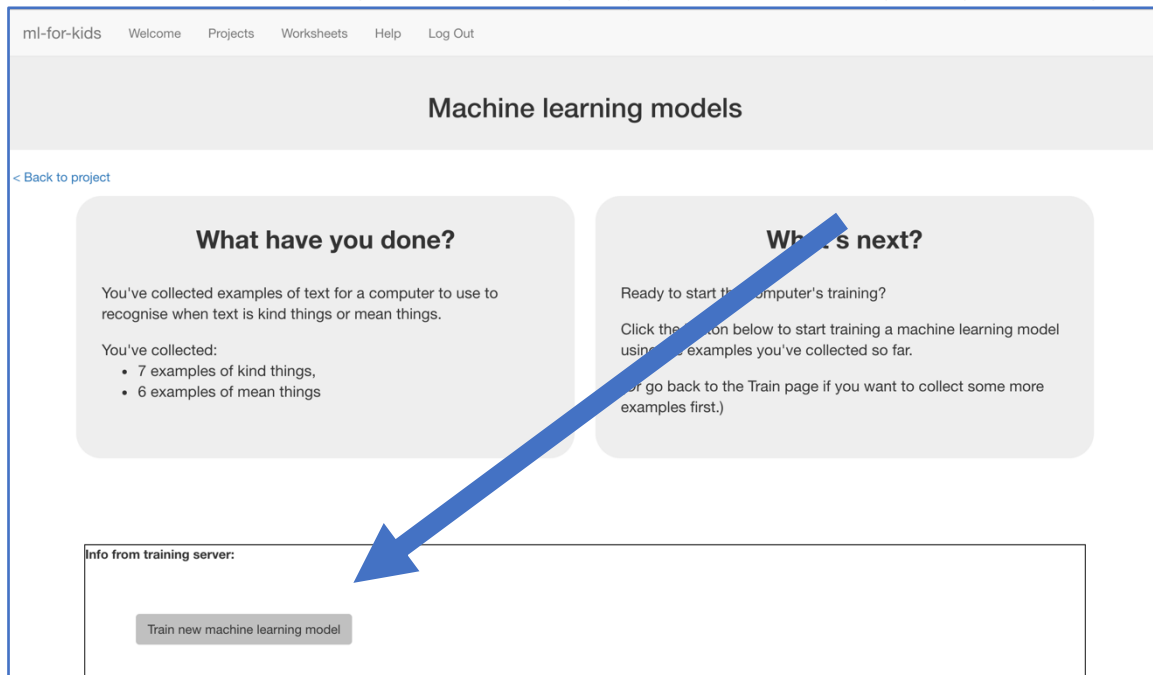 ml-for-kids Welcome Projects Worksheets Help Log Out
Machine learning models
< Back to project
What have you done?
You've collected examples of text for a computer to use to
recognise when text is kind things or mean things.
You've collected:
• 7 examples of kind things,
• 6 examples of mean things
next?
Ready to start computer's training?
Click the button below to start training a machine learning model
using examples you've collected so far.
go back to the Train page if you want to collect some more
examples first.)
Info from training server:
Train new machine learning model